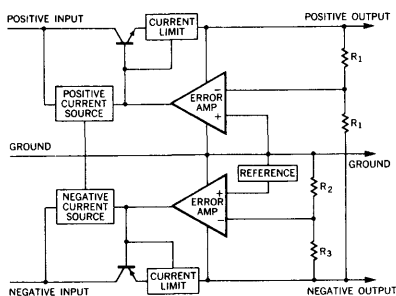 POSITIVE INPUT
CURRENT
LIMIT
POSITIVE OUTPUT
R1
POSITIVE
CURRENT
SOURCE
−
ERROR
AMP
+
R1
GROUND
GROUND
REFERENCE
NEGATIVE
CURRENT
SOURCE
+
ERROR
AMP
−
R2
R3
CURRENT
LIMIT
NEGATIVE INPUT
NEGATIVE OUTPUT